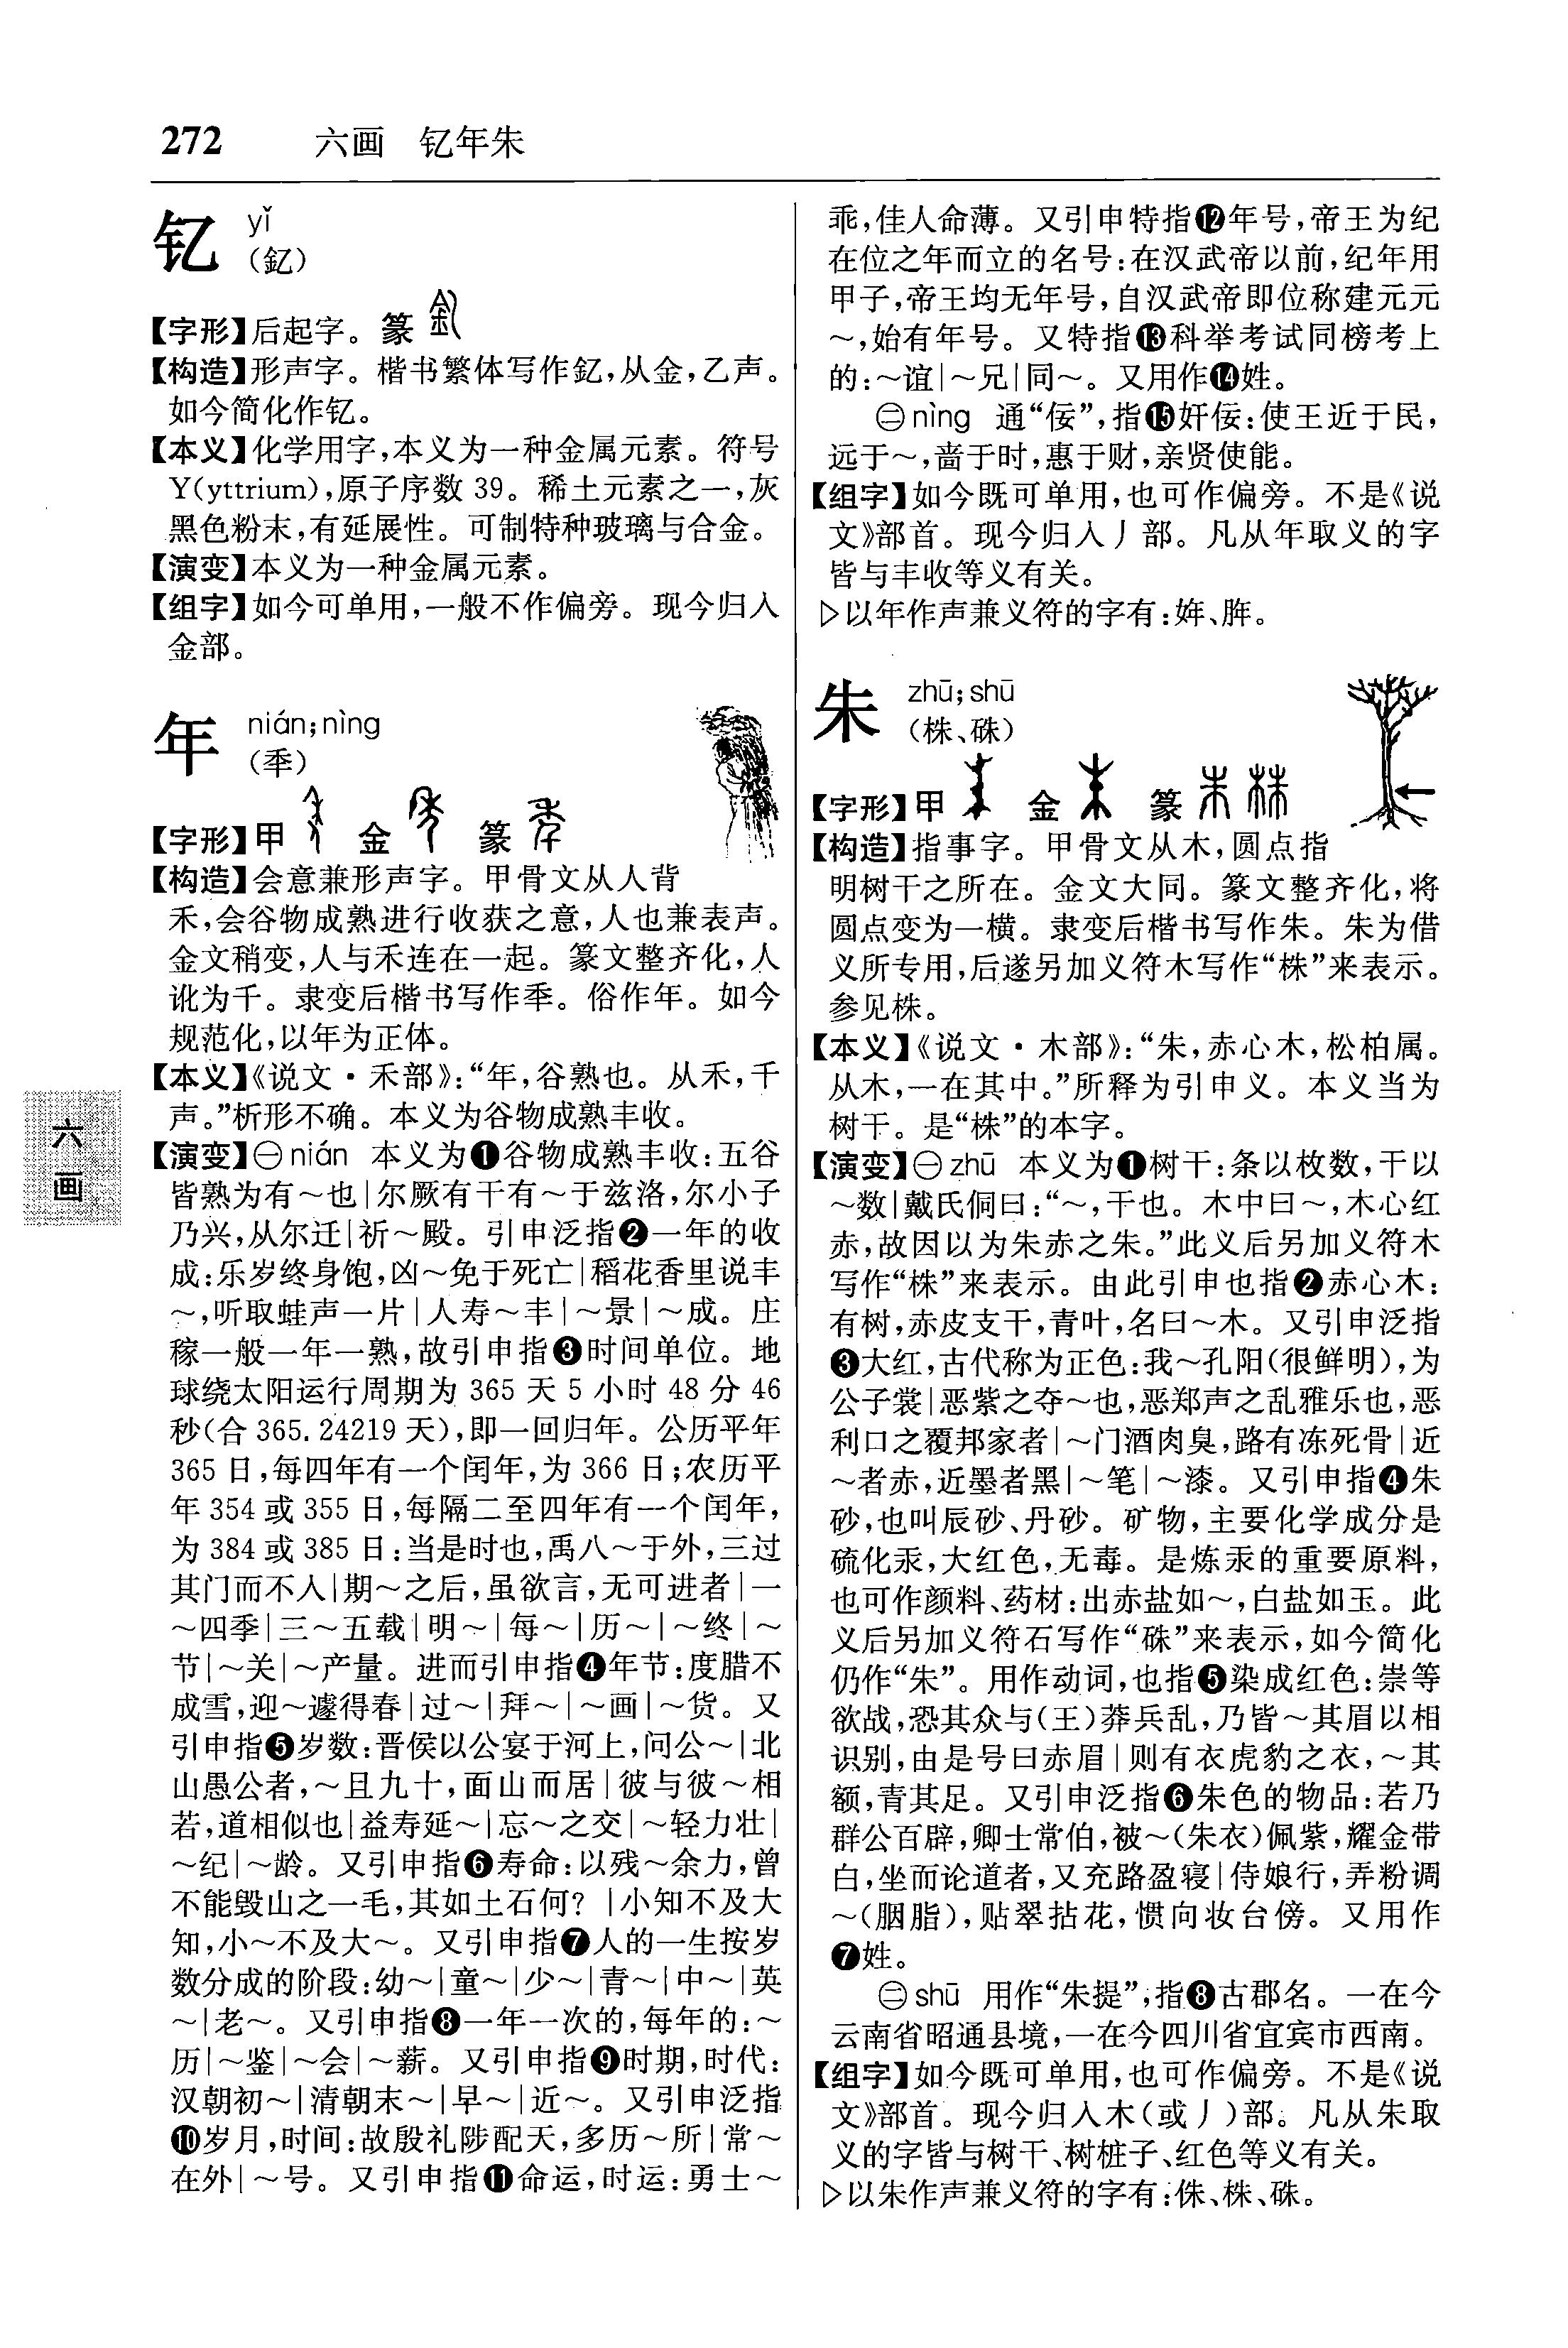 272 六画 钇年朱
钇 yǐ
(釔)
【字形】后起字。篆
【构造】形声字。楷书繁体写作釔,从金,乙声。
如今简化作钇。
【本义】化学用字,本义为一种金属元素。符号
Y(yttrium),原子序数 39。稀土元素之一,灰
黑色粉末,有延展性。可制特种玻璃与合金。
【演变】本义为一种金属元素。
【组字】如今可单用,一般不作偏旁。现今归入
金部。
年 nián;nìng
(秊)
【字形】甲 金 篆
【构造】会意兼形声字。甲骨文从人背
禾,会谷物成熟进行收获之意,人也兼表声。
金文稍变,人与禾连在一起。篆文整齐化,人
讹为千。隶变后楷书写作秊。俗作年。如今
规范化,以年为正体。
【本义】《说文·禾部》:“年,谷熟也。从禾,千
声。”析形不确。本义为谷物成熟丰收。
【演变】㊀nián 本义为❶谷物成熟丰收:五谷
皆熟为有～也|尔厥有干有～于兹洛,尔小子
乃兴,从尔迁|祈～殿。引申泛指❷一年的收
成:乐岁终身饱,凶～免于死亡|稻花香里说丰
～,听取蛙声一片|人寿～丰|～景|～成。庄
稼一般一年一熟,故引申指❸时间单位。地
球绕太阳运行周期为 365 天 5 小时 48 分 46
秒(合 365.24219 天),即一回归年。公历平年
365 日,每四年有一个闰年,为 366 日;农历平
年 354 或 355 日,每隔二至四年有一个闰年,
为 384 或 385 日:当是时也,禹八～于外,三过
其门而不入|期～之后,虽欲言,无可进者|一
～四季|三～五载|明～|每～|历～|～终|～
节|～关|～产量。进而引申指❹年节:度腊不
成雪,迎～遽得春|过～|拜～|～画|～货。又
引申指❺岁数:晋侯以公宴于河上,问公～|北
山愚公者,～且九十,面山而居|彼与彼～相
若,道相似也|益寿延～|忘～之交|～轻力壮|
～纪|～龄。又引申指❻寿命:以残～余力,曾
不能毁山之一毛,其如土石何?|小知不及大
知,小～不及大～。又引申指❼人的一生按岁
数分成的阶段:幼～|童～|少～|青～|中～|英
～|老～。又引申指❽一年一次的,每年的:～
历|～鉴|～会|～薪。又引申指❾时期,时代:
汉朝初～|清朝末～|早～|近～。又引申泛指
❿岁月,时间:故殷礼陟配天,多历～所|常～
在外|～号。又引申指⓫命运,时运:勇士～
乖,佳人命薄。又引申特指⓬年号,帝王为纪
在位之年而立的名号:在汉武帝以前,纪年用
甲子,帝王均无年号,自汉武帝即位称建元元
～,始有年号。又特指⓭科举考试同榜考上
的:～谊|～兄|同～。又用作⓮姓。
㊁nìng 通“佞”,指⓯奸佞:使王近于民,
远于～,啬于时,惠于财,亲贤使能。
【组字】如今既可单用,也可作偏旁。不是《说
文》部首。现今归入丿部。凡从年取义的字
皆与丰收等义有关。
▷以年作声兼义符的字有:姩、䏔。
朱 zhū;shū
(株、硃)
【字形】甲 金 篆
【构造】指事字。甲骨文从木,圆点指
明树干之所在。金文大同。篆文整齐化,将
圆点变为一横。隶变后楷书写作朱。朱为借
义所专用,后遂另加义符木写作“株”来表示。
参见株。
【本义】《说文·木部》:“朱,赤心木,松柏属。
从木,一在其中。”所释为引申义。本义当为
树干。是“株”的本字。
【演变】㊀zhū 本义为❶树干:条以枚数,干以
～数|戴氏侗曰:“～,干也。木中曰～,木心红
赤,故因以为朱赤之朱。”此义后另加义符木
写作“株”来表示。由此引申也指❷赤心木:
有树,赤皮支干,青叶,名曰～木。又引申泛指
❸大红,古代称为正色:我～孔阳(很鲜明),为
公子裳|恶紫之夺～也,恶郑声之乱雅乐也,恶
利口之覆邦家者|～门酒肉臭,路有冻死骨|近
～者赤,近墨者黑|～笔|～漆。又引申指❹朱
砂,也叫辰砂、丹砂。矿物,主要化学成分是
硫化汞,大红色,无毒。是炼汞的重要原料,
也可作颜料、药材:出赤盐如～,白盐如玉。此
义后另加义符石写作“硃”来表示,如今简化
仍作“朱”。用作动词,也指❺染成红色:崇等
欲战,恐其众与(王)莽兵乱,乃皆～其眉以相
识别,由是号曰赤眉|则有衣虎豹之衣,～其
额,青其足。又引申泛指❻朱色的物品:若乃
群公百辟,卿士常伯,被～(朱衣)佩紫,耀金带
白,坐而论道者,又充路盈寝|侍娘行,弄粉调
～(胭脂),贴翠拈花,惯向妆台傍。又用作
❼姓。
㊁shū 用作“朱提”,指❽古郡名。一在今
云南省昭通县境,一在今四川省宜宾市西南。
【组字】如今既可单用,也可作偏旁。不是《说
文》部首。现今归入木(或丿)部。凡从朱取
义的字皆与树干、树桩子、红色等义有关。
▷以朱作声兼义符的字有:侏、株、硃。
六
画